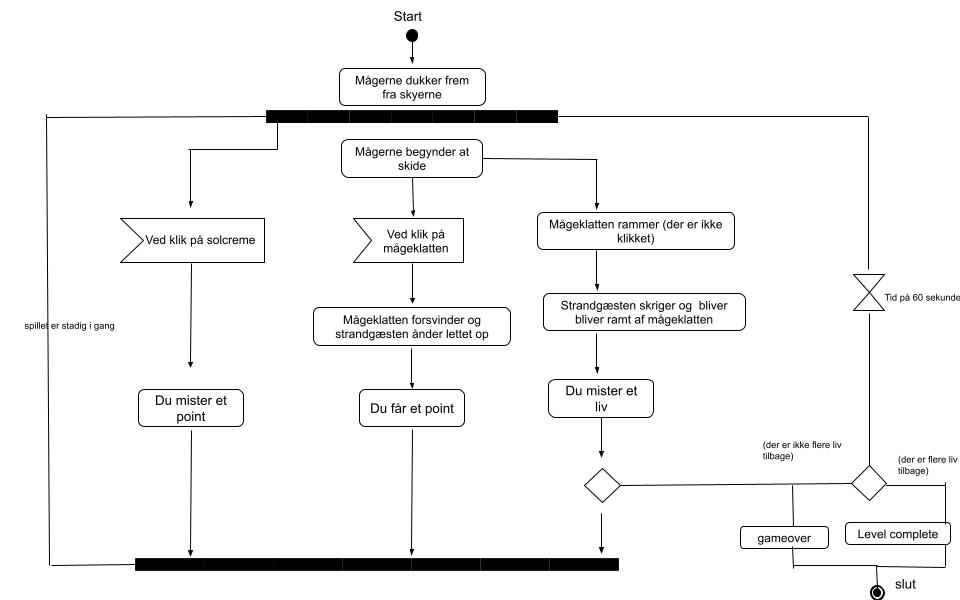 Start
Mågerne dukker frem
fra skyerne
Mågerne begynder at
skide
Ved klik på solcreme
Ved klik på
mågeklatten
Mågeklatten rammer (der er ikke
klikket)
Tid på 60 sekunde
spillet er stadig i gang
Mågeklatten forsvinder og
strandgæsten ånder lettet op
Strandgæsten skriger og  bliver
bliver ramt af mågeklatten
Du mister et
point
Du får et point
Du mister et
liv
(der er ikke flere liv
tilbage)
(der er flere liv
tilbage)
gameover
Level complete
slut